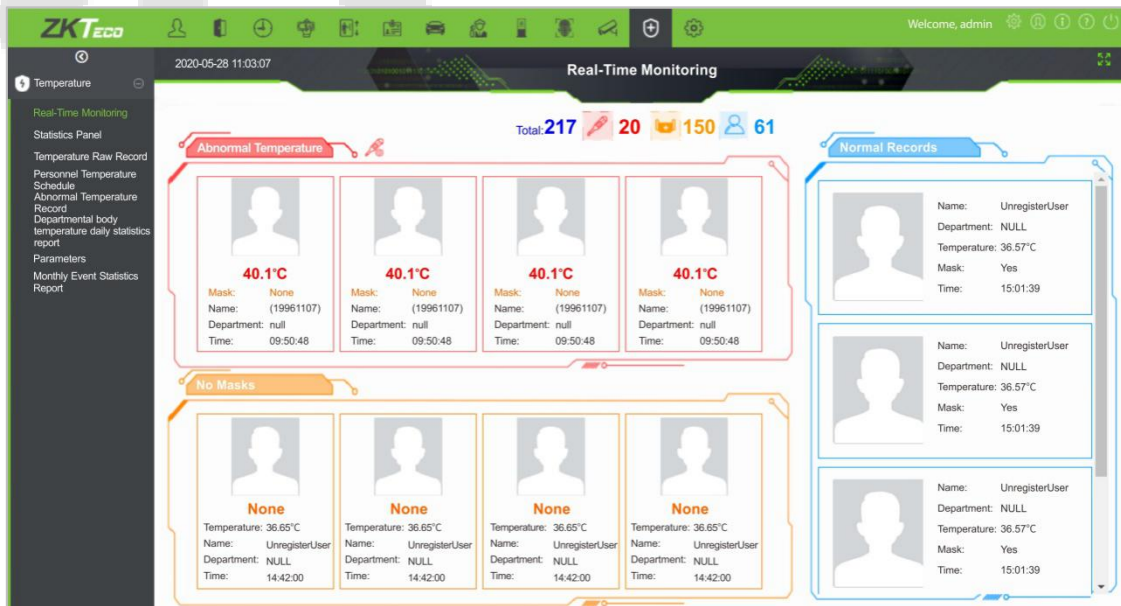 ZKTeco
Welcome, admin
2020-05-28 11:03:07
Real-Time Monitoring
Temperature
Real-Time Monitoring
Statistics Panel
Temperature Raw Record
Personnel Temperature
Schedule
Abnormal Temperature
Record
Departmental body
temperature daily statistics
report
Parameters
Monthly Event Statistics
Report
Total:217 20 150 61
Abnormal Temperature
40.1°C
Mask: None
Name: (19961107)
Department: null
Time: 09:50:48
40.1°C
Mask: None
Name: (19961107)
Department: null
Time: 09:50:48
40.1°C
Mask: None
Name: (19961107)
Department: null
Time: 09:50:48
40.1°C
Mask: None
Name: (19961107)
Department: null
Time: 09:50:48
No Masks
None
Temperature: 36.65°C
Name: UnregisterUser
Department: NULL
Time: 14:42:00
None
Temperature: 36.65°C
Name: UnregisterUser
Department: NULL
Time: 14:42:00
None
Temperature: 36.65°C
Name: UnregisterUser
Department: NULL
Time: 14:42:00
None
Temperature: 36.65°C
Name: UnregisterUser
Department: NULL
Time: 14:42:00
Normal Records
Name: UnregisterUser
Department: NULL
Temperature: 36.57°C
Mask: Yes
Time: 15:01:39
Name: UnregisterUser
Department: NULL
Temperature: 36.57°C
Mask: Yes
Time: 15:01:39
Name: UnregisterUser
Department: NULL
Temperature: 36.57°C
Mask: Yes
Time: 15:01:39